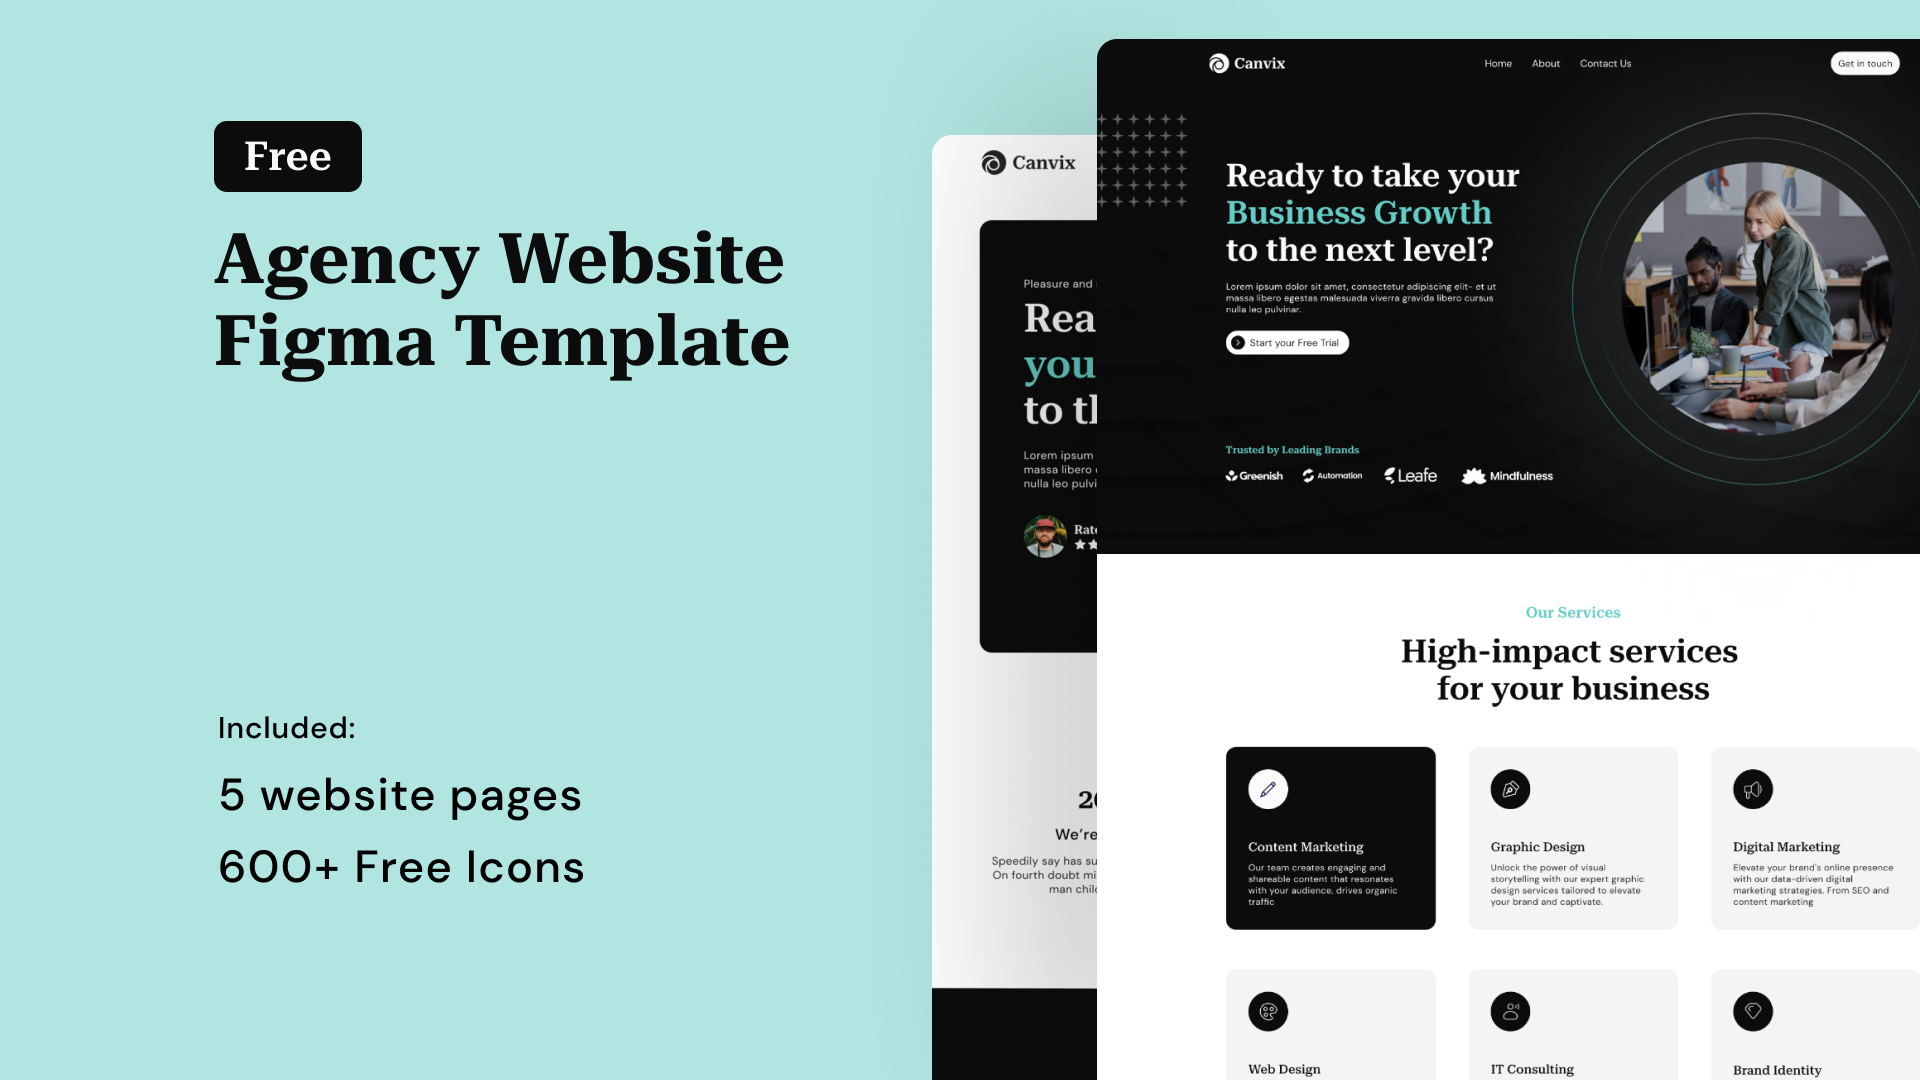 Free
Agency Website
Figma Template
Included:
5 website pages
600+ Free Icons
Canvix
Pleasure and
Rea
you
to tl
Lorem ipsum
massa libero
nulla leo pulvi
Rate
20
We're
Speedily say has su
On fourth doubt mi
man chilc
Canvix
Home About Contact Us
Get in touch
Ready to take your
Business Growth
to the next level?
Lorem ipsum dolor sit amet, consectetur adipiscing elit- et ut
massa libero egestas malesuada viverra gravida libero cursus
nulla leo pulvinar.
Start your Free Trial
Trusted by Leading Brands
Greenish Automation Leafe Mindfulness
Our Services
High-impact services
for your business
Content Marketing
Our team creates engaging and
shareable content that resonates
with your audience, drives organic
traffic
Graphic Design
Unlock the power of visual
storytelling with our expert graphic
design services tailored to elevate
your brand and captivate.
Digital Marketing
Elevate your brand's online presence
with our data-driven digital
marketing strategies. From SEO and
content marketing
Web Design
IT Consulting
Brand Identity